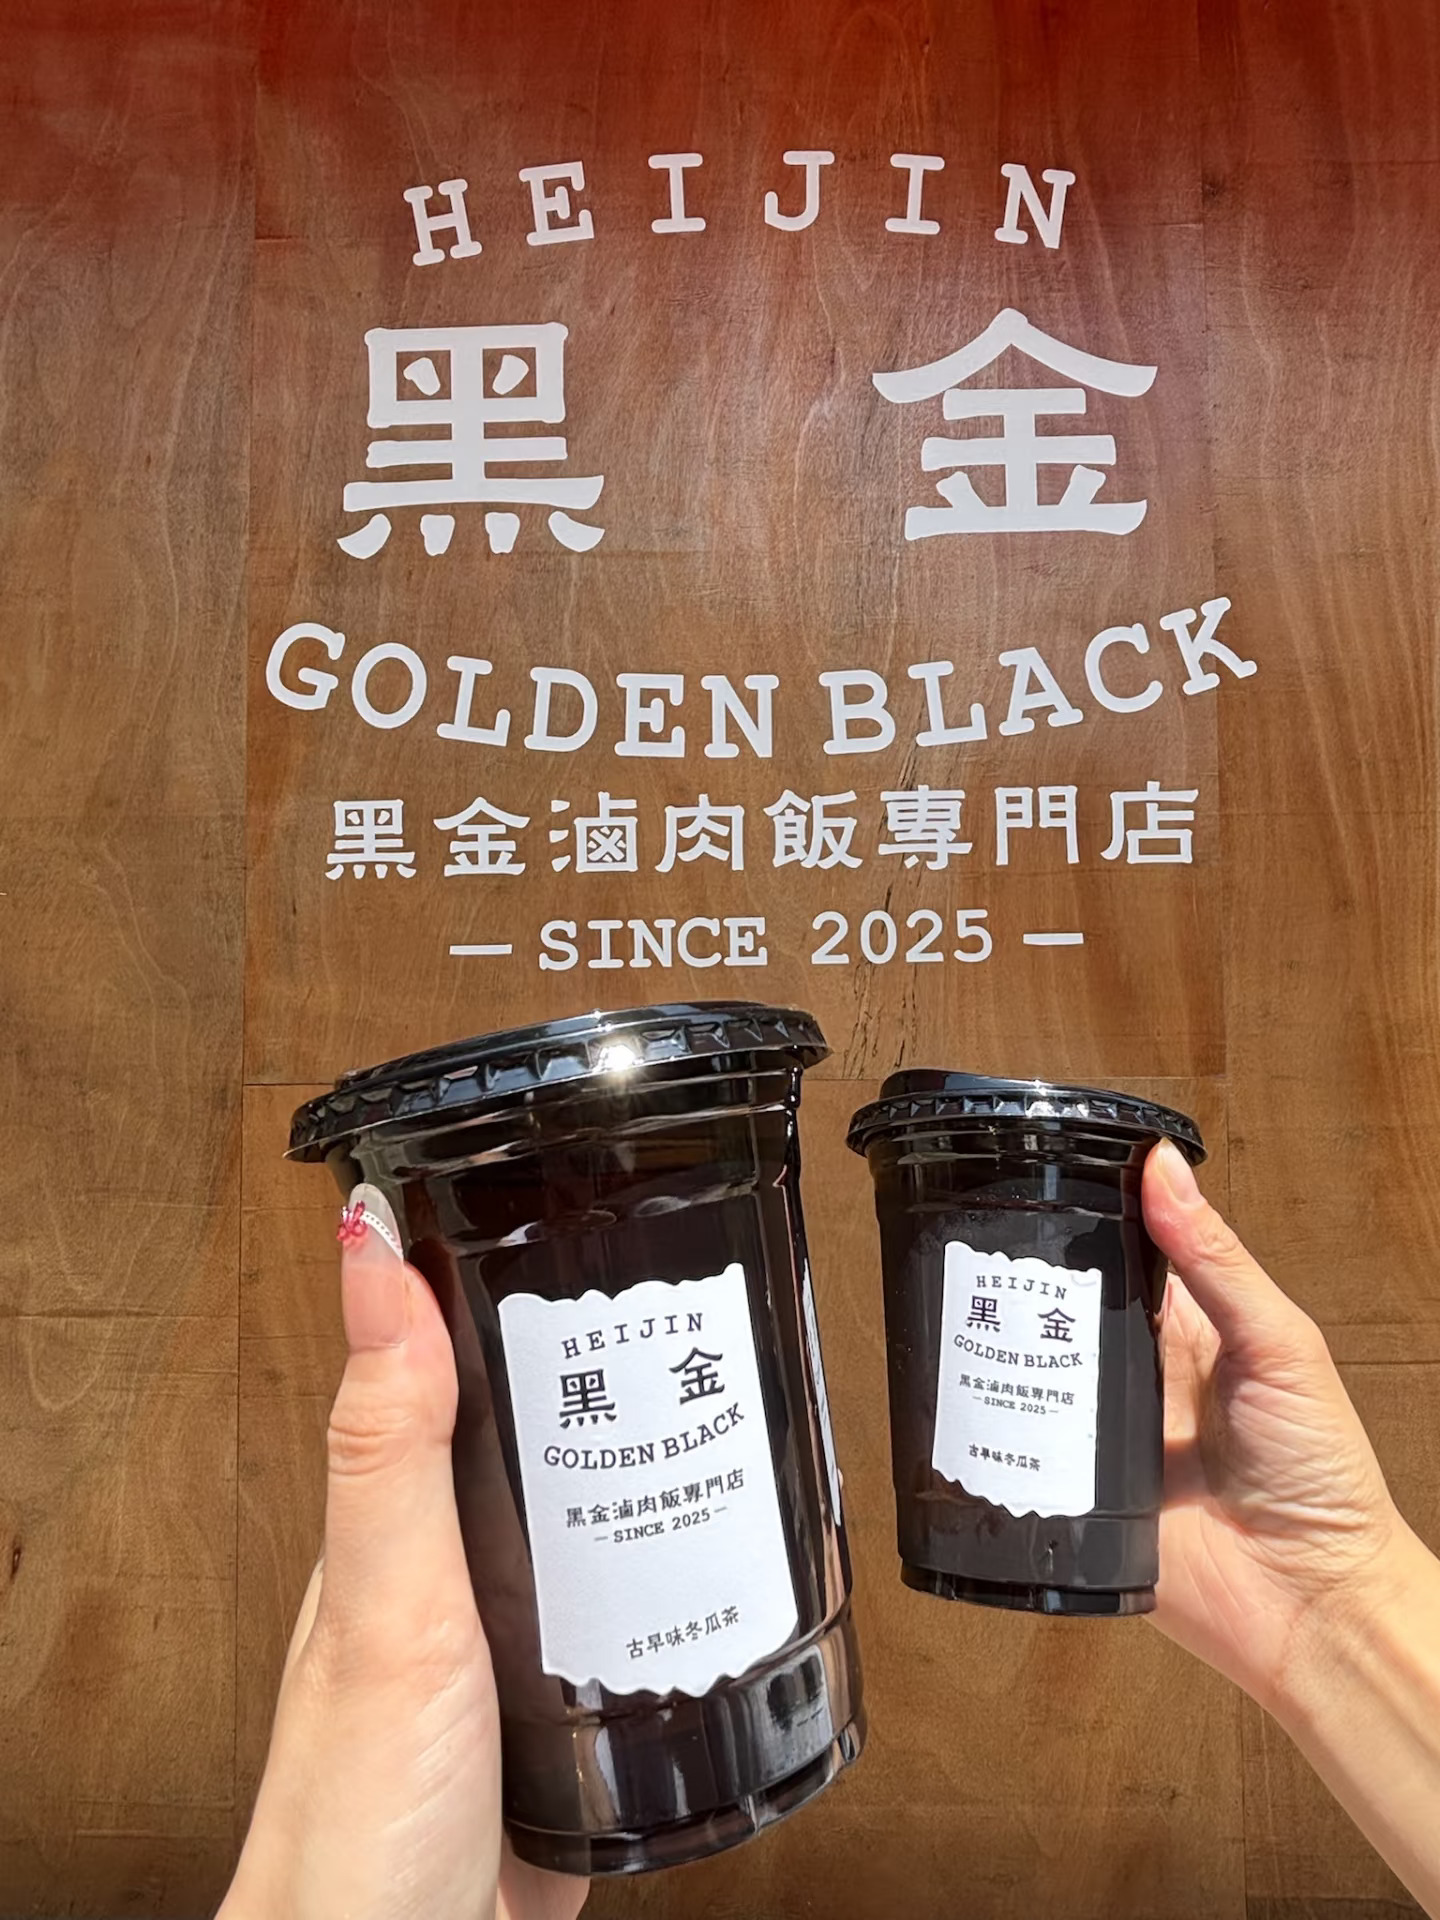 HEIJIN
黑金
GOLDEN BLACK
黑金滷肉飯專門店
— SINCE 2025 —
HEIJIN
黑金
GOLDEN BLACK
黑金滷肉飯專門店
— SINCE 2025 —
古早味冬瓜茶
HEIJIN
黑金
GOLDEN BLACK
黑金滷肉飯專門店
— SINCE 2025 —
古早味冬瓜茶